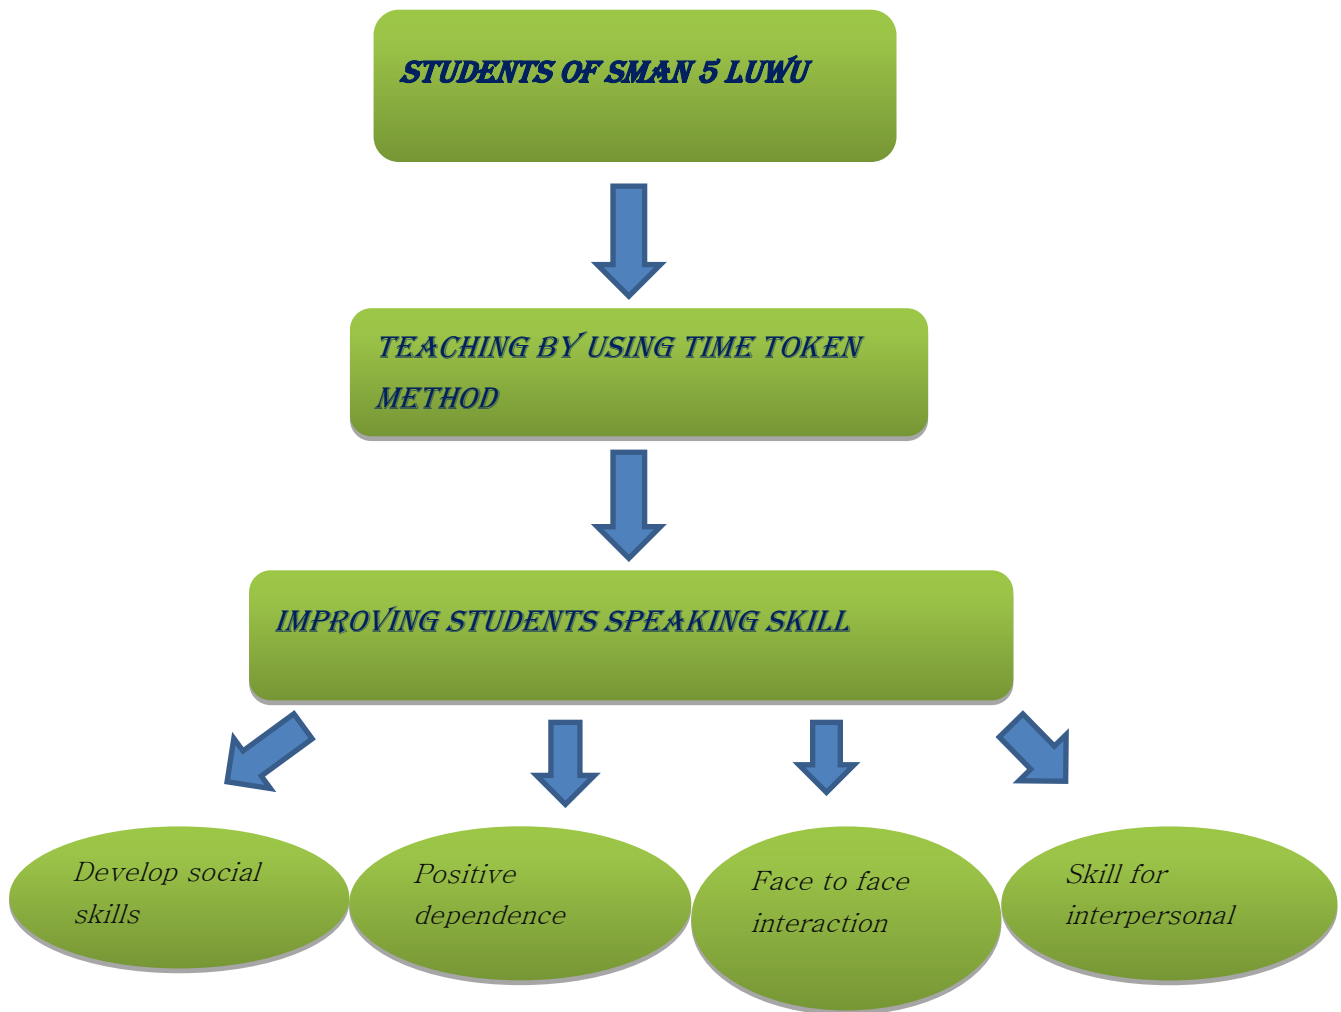 STUDENTS OF SMAN 5 LUWU
TEACHING BY USING TIME TOKEN
METHOD
IMPROVING STUDENTS SPEAKING SKILL
Develop social
skills
Positive
dependence
Face to face
interaction
Skill for
interpersonal